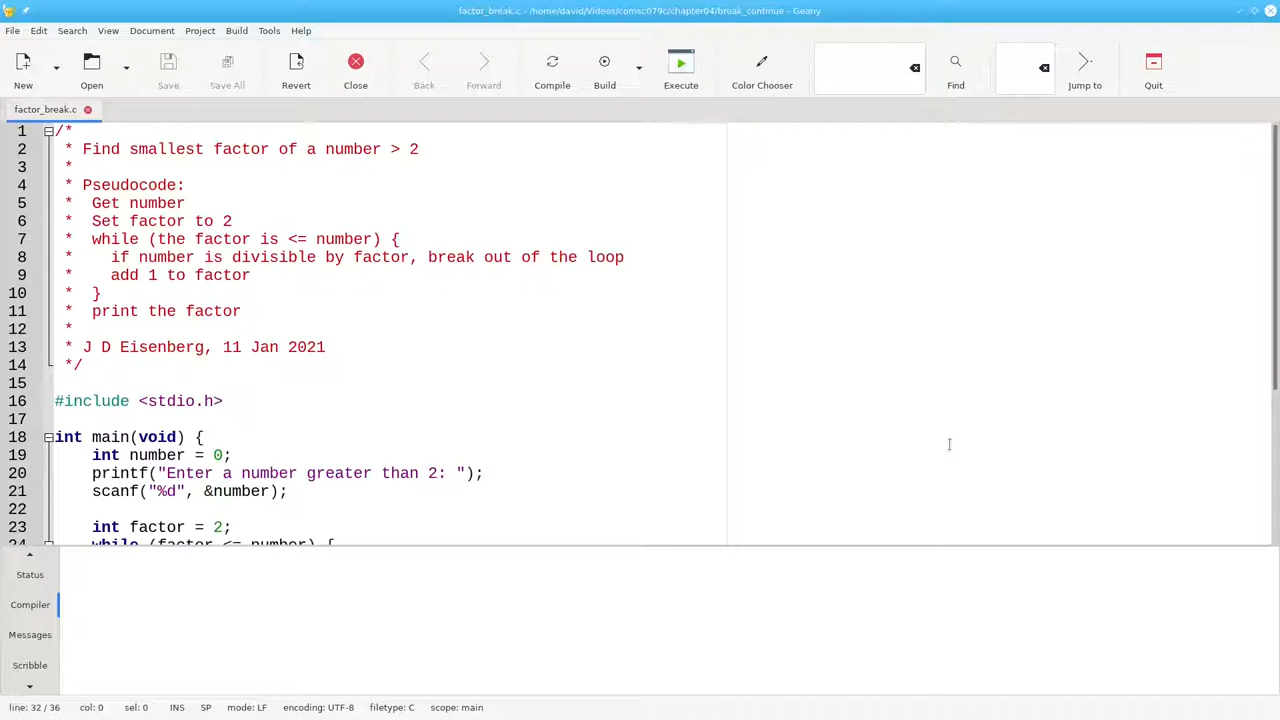 factor_break.c - /home/david/Videos/comsc079c/chapter04/break_continue - Geany
File Edit Search View Document Project Build Tools Help
New Open Save Save All Revert Close Back Forward Compile Build Execute Color Chooser Find Jump to Quit
factor_break.c
1 /*
2 * Find smallest factor of a number > 2
3 *
4 * Pseudocode:
5 * Get number
6 * Set factor to 2
7 * while (the factor is <= number) {
8 * if number is divisible by factor, break out of the loop
9 * add 1 to factor
10 * }
11 * print the factor
12 *
13 * J D Eisenberg, 11 Jan 2021
14 */
15
16 #include <stdio.h>
17
18 int main(void) {
19 int number = 0;
20 printf("Enter a number greater than 2: ");
21 scanf("%d", &number);
22
23 int factor = 2;
24 while (factor <= number) {
Status
Compiler
Messages
Scribble
line: 32 / 36 col: 0 sel: 0 INS SP mode: LF encoding: UTF-8 filetype: C scope: main